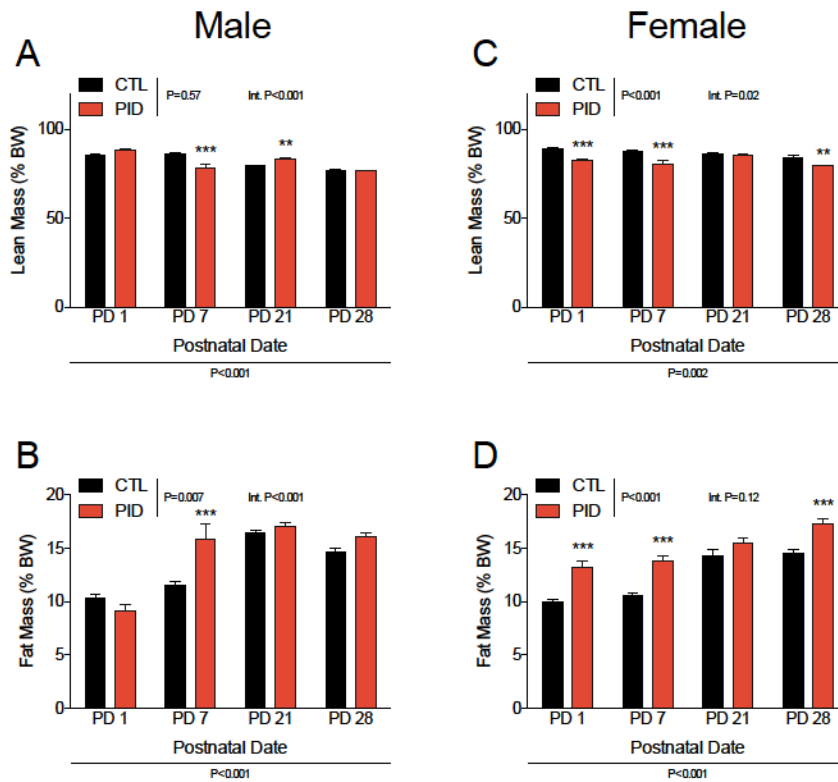 Male
Female
A
CTL
PID
P=0.57
Int. P<0.001
Lean Mass (% BW)
100
50
0
***
**
PD 1
PD 7
PD 21
PD 28
Postnatal Date
P<0.001
C
CTL
PID
P<0.001
Int. P=0.02
Lean Mass (% BW)
100
50
0
***
***
**
PD 1
PD 7
PD 21
PD 28
Postnatal Date
P=0.002
B
CTL
PID
P=0.007
Int. P<0.001
Fat Mass (% BW)
20
15
10
5
0
***
PD 1
PD 7
PD 21
PD 28
Postnatal Date
P<0.001
D
CTL
PID
P<0.001
Int. P=0.12
Fat Mass (% BW)
20
15
10
5
0
***
***
***
PD 1
PD 7
PD 21
PD 28
Postnatal Date
P<0.001